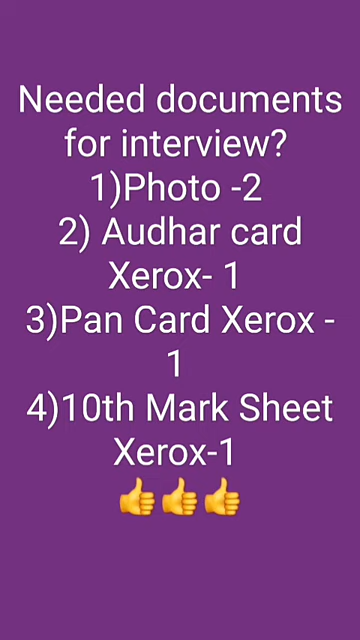 Needed documents
for interview?
1)Photo -2
2) Audhar card
Xerox- 1
3)Pan Card Xerox -
1
4)10th Mark Sheet
Xerox-1
👍👍👍